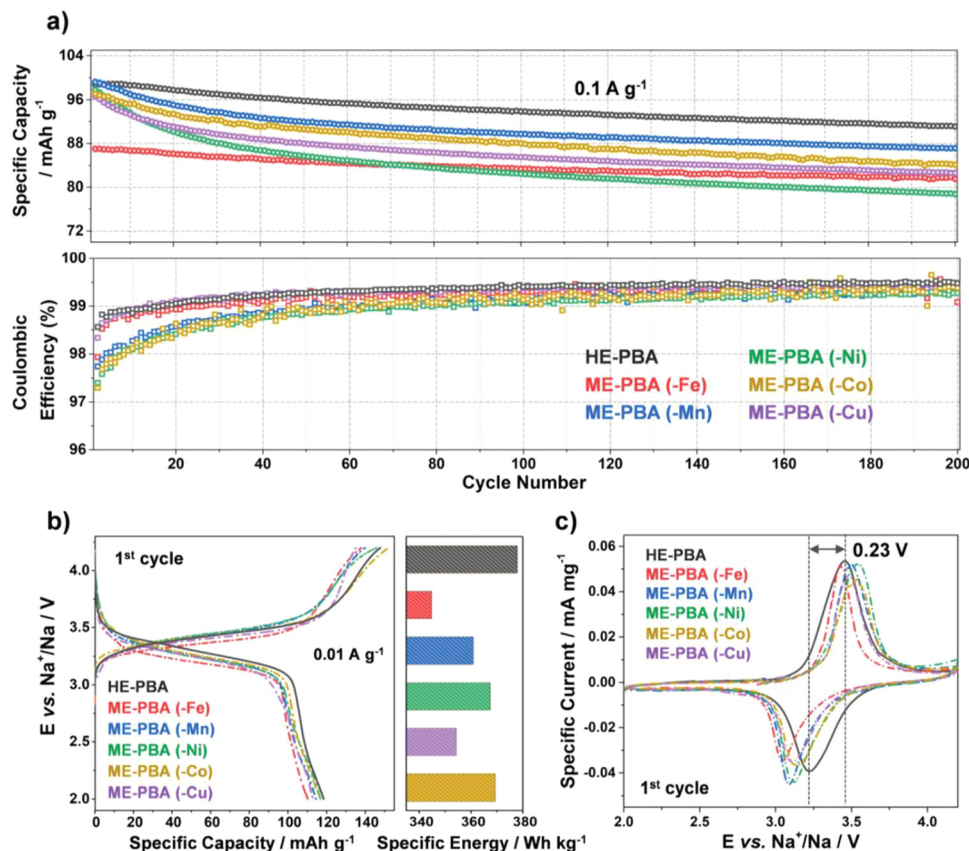 a)
Specific Capacity
/ mAh g⁻¹
104
96
88
80
72
0.1 A g⁻¹
Coulombic
Efficiency (%)
100
99
98
97
96
HE-PBA
ME-PBA (-Fe)
ME-PBA (-Mn)
ME-PBA (-Ni)
ME-PBA (-Co)
ME-PBA (-Cu)
20 40 60 80 100 120 140 160 180 200
Cycle Number
b)
E vs. Na⁺/Na / V
1st cycle
4.0
3.5
3.0
2.5
2.0
0.01 A g⁻¹
HE-PBA
ME-PBA (-Fe)
ME-PBA (-Mn)
ME-PBA (-Ni)
ME-PBA (-Co)
ME-PBA (-Cu)
0 20 40 60 80 100 120 140
Specific Capacity / mAh g⁻¹
340 360 380
Specific Energy / Wh kg⁻¹
c)
Specific Current / mA mg⁻¹
0.06
0.04
0.02
0.00
-0.02
-0.04
HE-PBA
ME-PBA (-Fe)
ME-PBA (-Mn)
ME-PBA (-Ni)
ME-PBA (-Co)
ME-PBA (-Cu)
0.23 V
1st cycle
2.0 2.5 3.0 3.5 4.0
E vs. Na⁺/Na / V